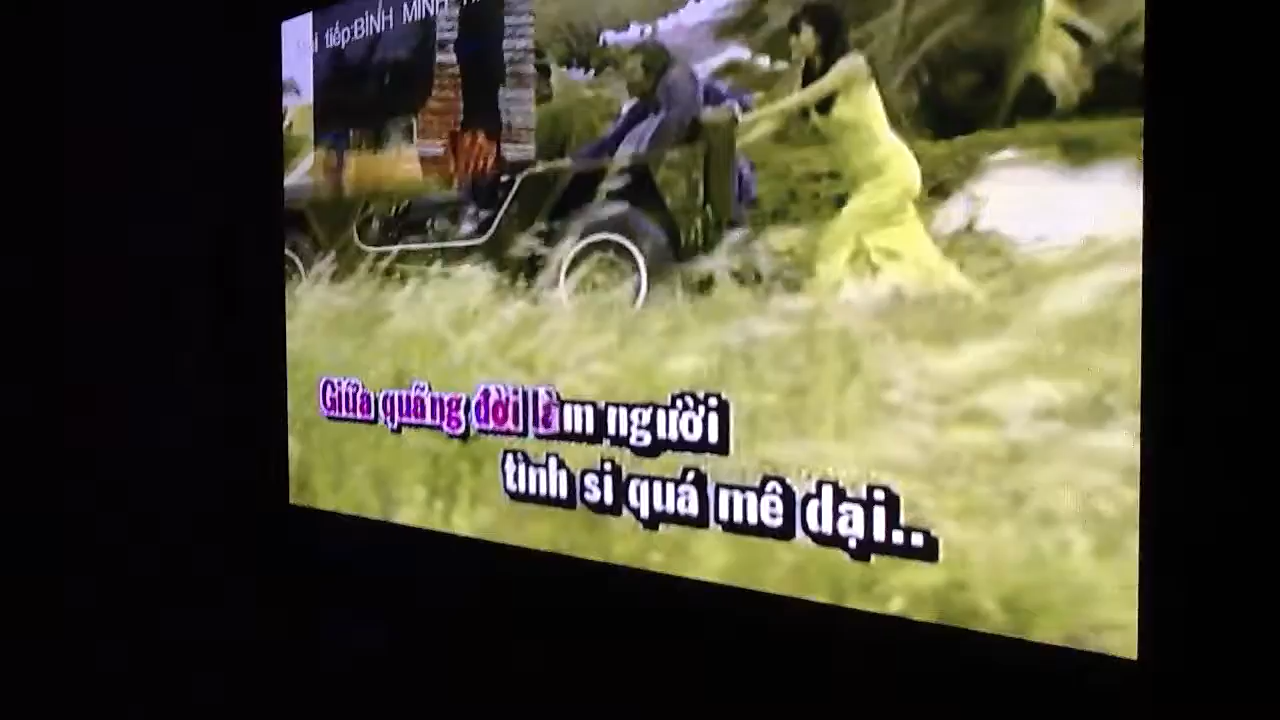 tiếp:BÌNH MINH
Giữa quãng đời làm người
tình si quá mê dại..